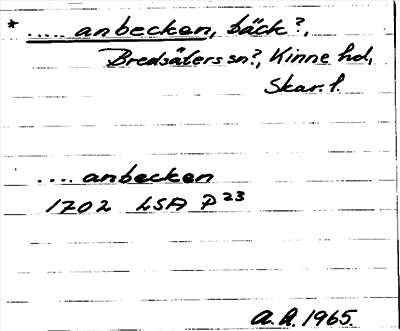 * ..... anbecken, bäck?,
Bredsäters sn?, Kinne hd,
Skar. l.
.... anbecken
1702 LSA P 23
A. A. 1965.